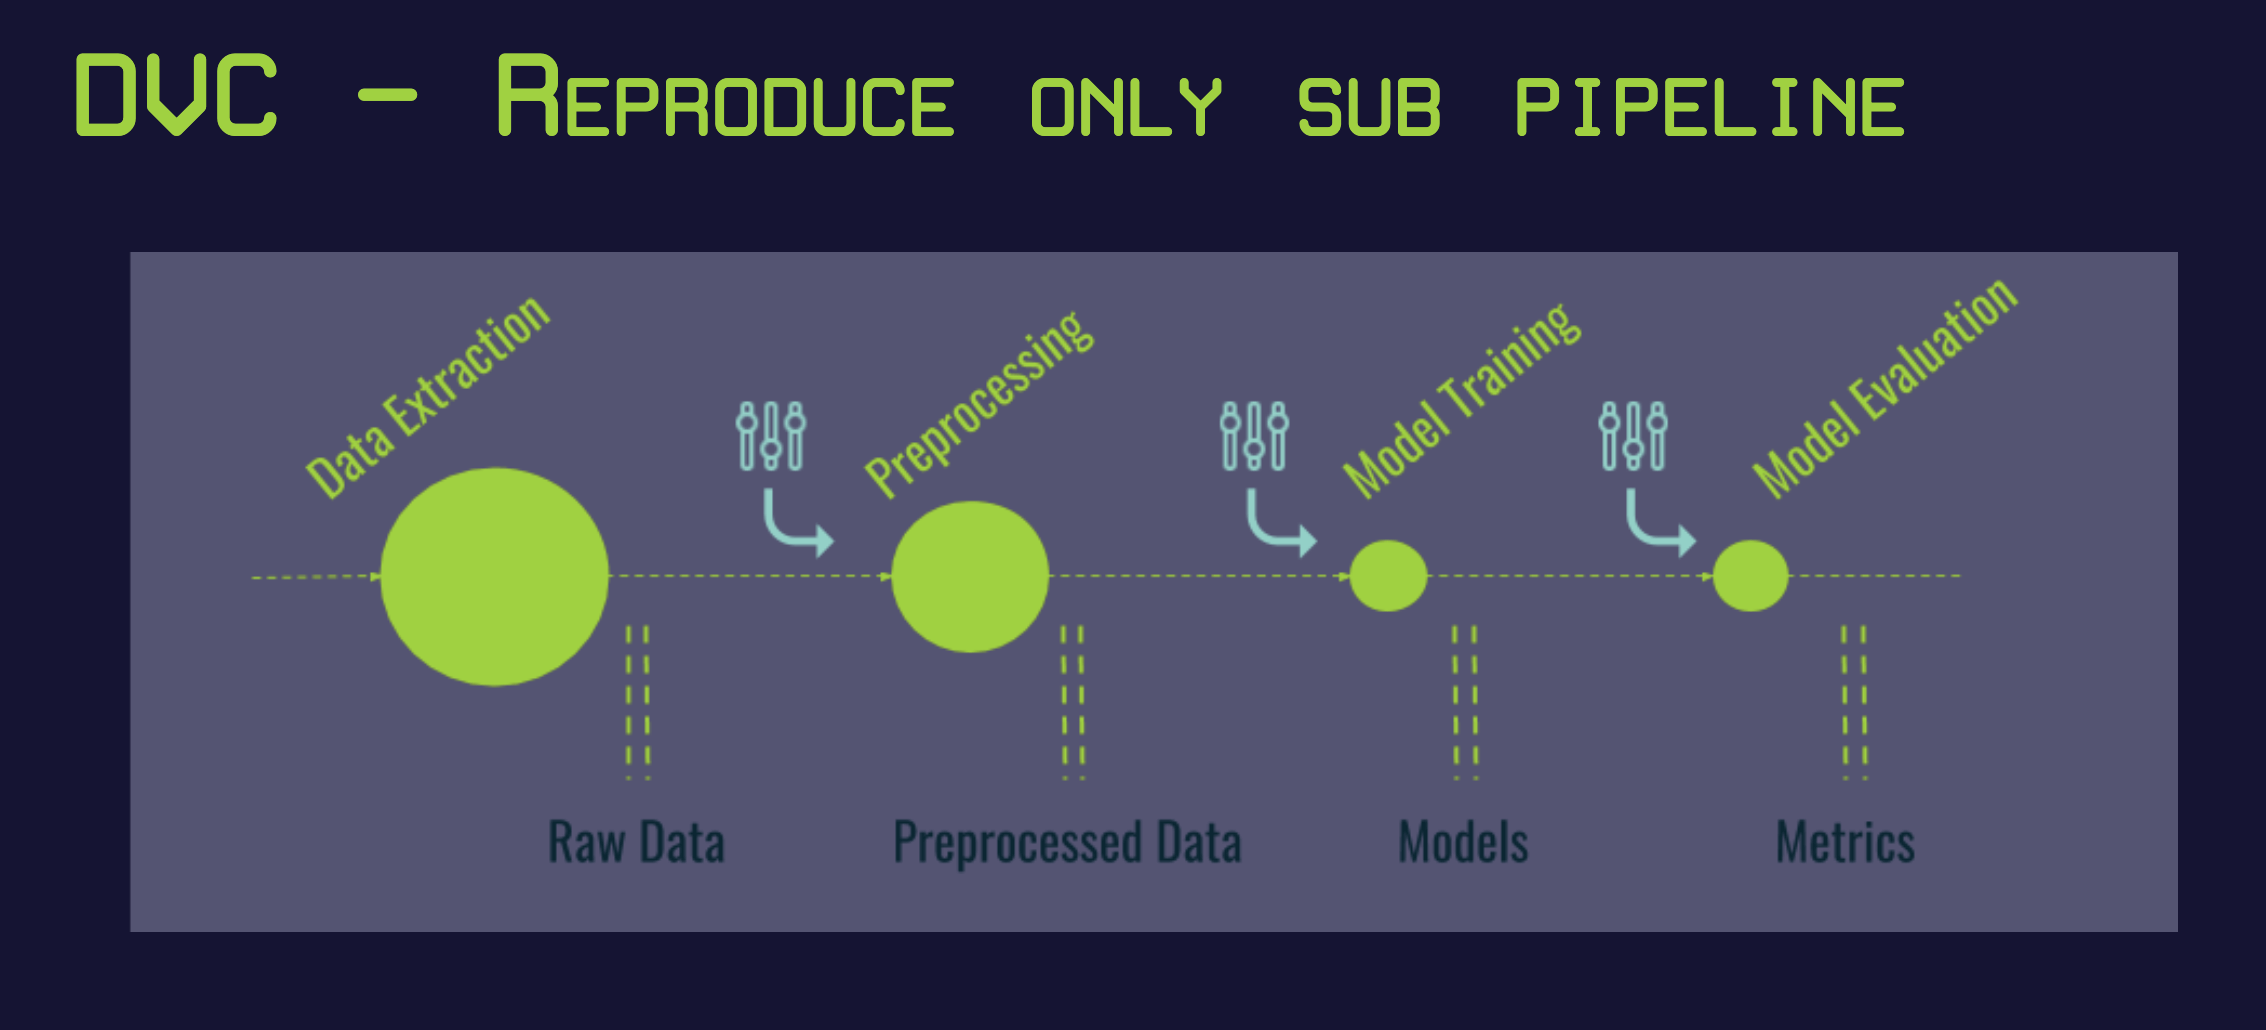 DVC - Reproduce only sub pipeline
Data Extraction
Preprocessing
Model Training
Model Evaluation
Raw Data
Preprocessed Data
Models
Metrics